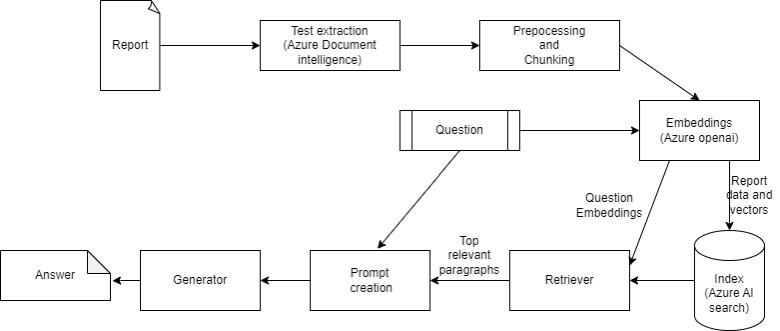 Report
Test extraction
(Azure Document
intelligence)
Prepocessing
and
Chunking
Question
Embeddings
(Azure openai)
Question
Embeddings
Report
data and
vectors
Answer
Generator
Prompt
creation
Top
relevant
paragraphs
Retriever
Index
(Azure AI
search)